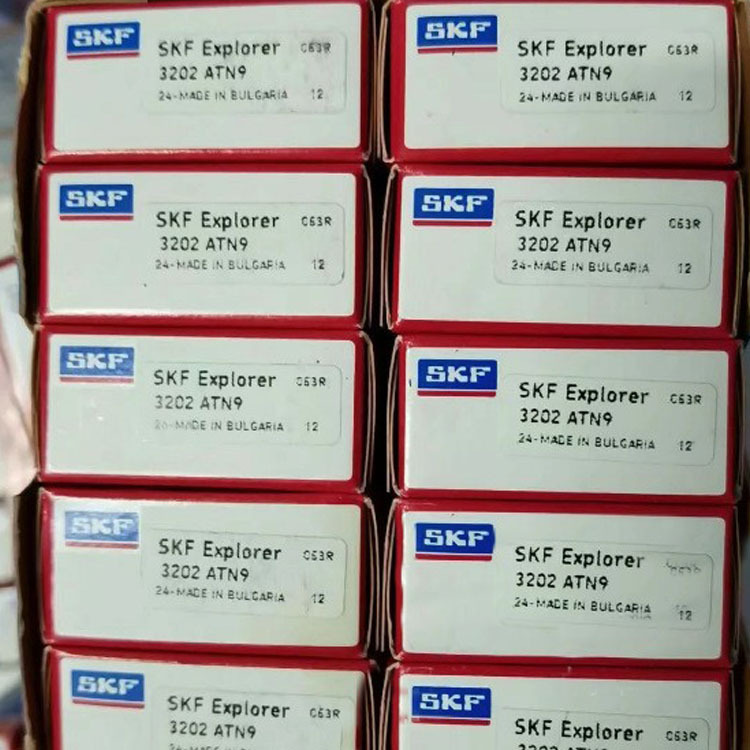 SKF
SKF Explorer C63R
3202 ATN9
24-MADE IN BULGARIA 12
SKF
SKF Explorer C63R
3202 ATN9
24-MADE IN BULGARIA 12
SKF
SKF Explorer C63R
3202 ATN9
24-MADE IN BULGARIA 12
SKF
SKF Explorer C63R
3202 ATN9
24-MADE IN BULGARIA 12
SKF
SKF Explorer C63R
3202 ATN9
MADE IN BULGARIA 12
SKF
SKF Explorer C63R
3202 ATN9
24-MADE IN BULGARIA 12
SKF
SKF Explorer C63R
3202 ATN9
24-MADE IN BULGARIA 12
SKF
SKF Explorer
3202 ATN9
24-MADE IN BULGARIA 12
SKF
SKF Explorer C63R
3202 ATN9
SKF
SKF Explorer C63R
3202 ATN9